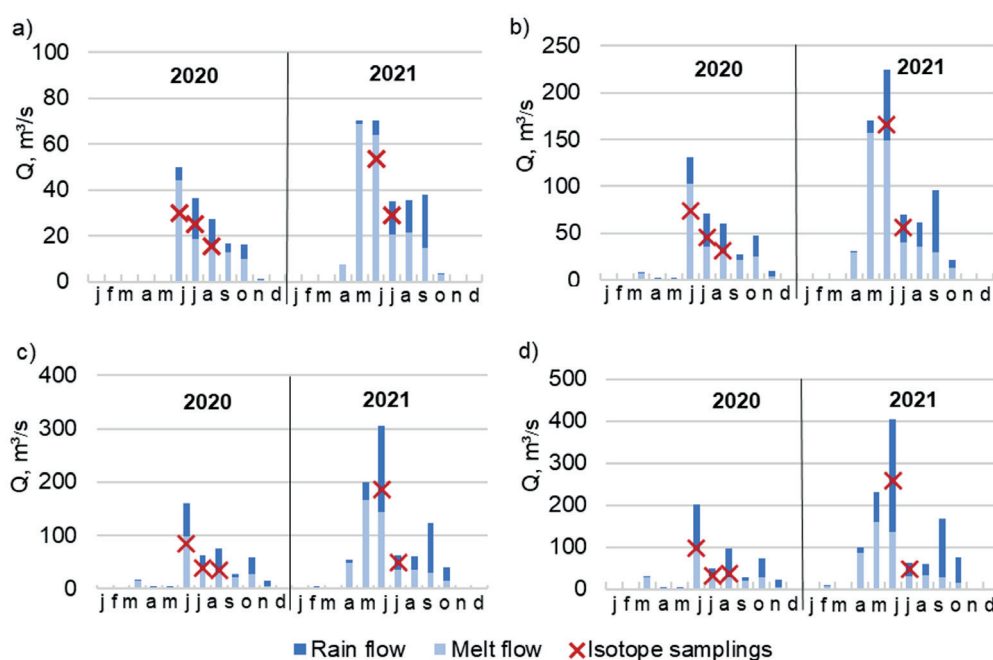 a)
Q, m³/s
100
80
60
40
20
0
2020
2021
j f m a m j j a s o n d
j f m a m j j a s o n d
b)
Q, m³/s
250
200
150
100
50
0
2020
2021
j f m a m j j a s o n d
j f m a m j j a s o n d
c)
Q, m³/s
400
300
200
100
0
2020
2021
j f m a m j j a s o n d
j f m a m j j a s o n d
d)
Q, m³/s
500
400
300
200
100
0
2020
2021
j f m a m j j a s o n d
j f m a m j j a s o n d
Rain flow Melt flow Isotope samplings